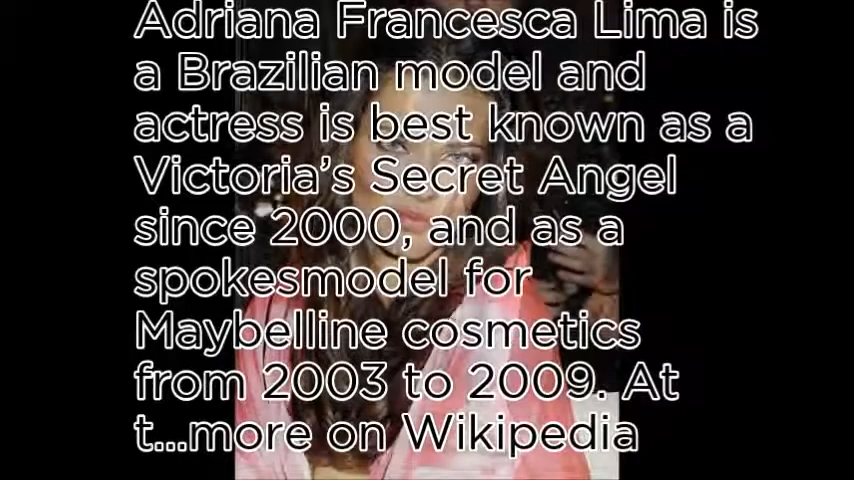 Adriana Francesca Lima is
a Brazilian model and
actress is best known as a
Victoria’s Secret Angel
since 2000, and as a
spokesmodel for
Maybelline cosmetics
from 2003 to 2009. At
t...more on Wikipedia